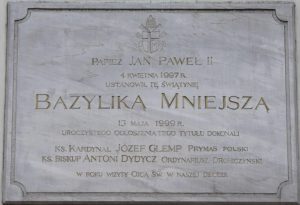 PAPIEŻ JAN PAWEŁ II
4 KWIETNIA 1997 R.
USTANOWIŁ TĘ ŚWIĄTYNIĘ
BAZYLIKĄ MNIEJSZĄ
13 MAJA 1999 R.
UROCZYSTEGO OGŁOSZENIA TEGO TYTUŁU DOKONALI
KS. KARDYNAŁ JÓZEF GLEMP PRYMAS POLSKI
KS. BISKUP ANTONI DYDYCZ ORDYNARIUSZ DROHICZYŃSKI
W ROKU WIZYTY OJCA ŚW. W NASZEJ DIECEZJI